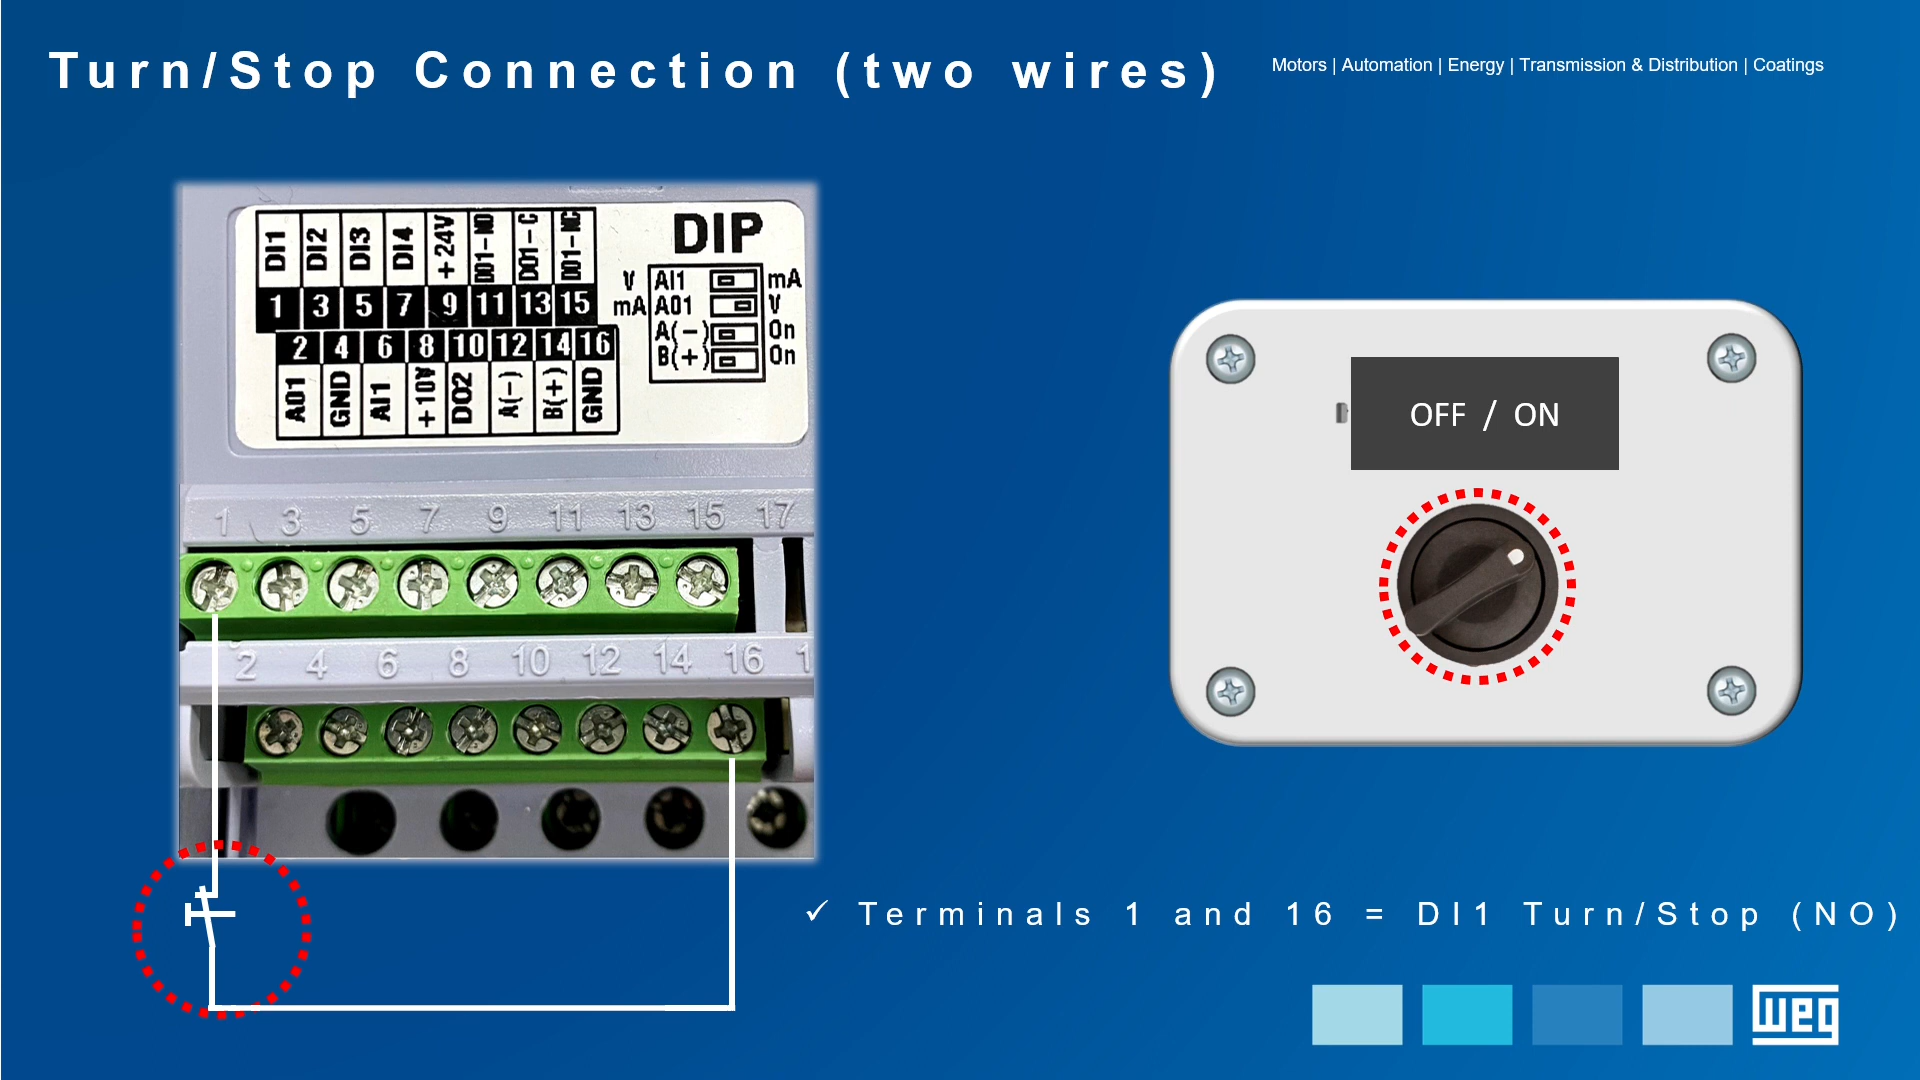 Turn/Stop Connection (two wires)
Motors | Automation | Energy | Transmission & Distribution | Coatings
DI1 DI2 DI3 DI4 +24V DO1-NO DO1-C DO1-NC
1 3 5 7 9 11 13 15
2 4 6 8 10 12 14 16
AO1 GND AI1 +10V DO2 A(-) B(+) GND
DIP
V AI1 mA
mA AO1 V
A(-) On
B(+) On
1 3 5 7 9 11 13 15 17
2 4 6 8 10 12 14 16 1
OFF / ON
✓ Terminals 1 and 16 = DI1 Turn/Stop (NO)
weg